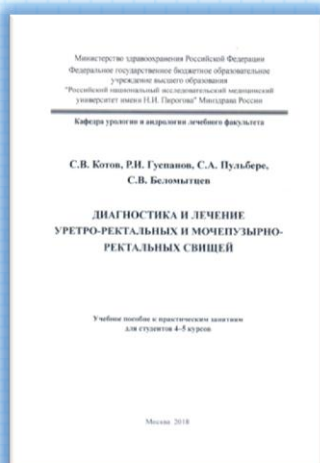 Министерство здравоохранения Российской Федерации
Федеральное государственное бюджетное образовательное
учреждение высшего образования
"Российский национальный исследовательский медицинский
университет имени Н.И. Пирогова" Минздрава России
Кафедра урологии и андрологии лечебного факультета
С.В. Котов, Р.И. Гуспанов, С.А. Пульбере,
С.В. Беломытцев
ДИАГНОСТИКА И ЛЕЧЕНИЕ
УРЕТРО-РЕКТАЛЬНЫХ И МОЧЕПУЗЫРНО-
РЕКТАЛЬНЫХ СВИЩЕЙ
Учебное пособие к практическим занятиям
для студентов 4–5 курсов
Москва 2018